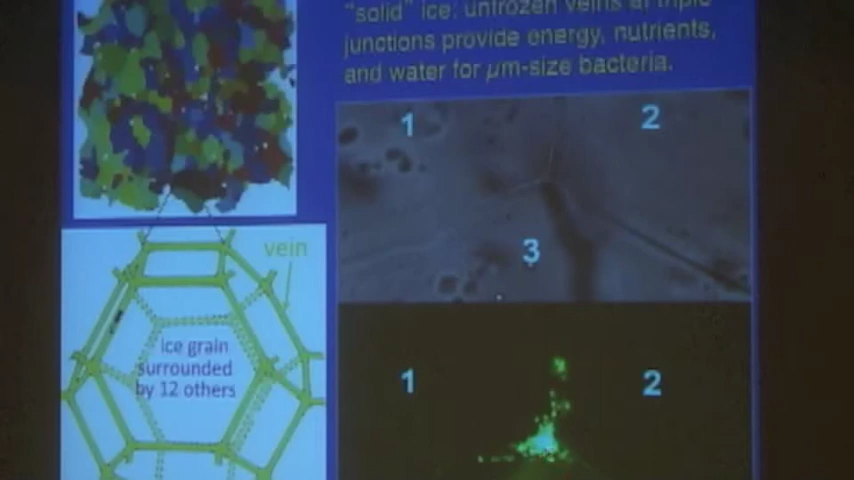 "solid" ice: unfrozen veins at triple
junctions provide energy, nutrients,
and water for µm-size bacteria.
1
2
3
vein
Ice grain
surrounded
by 12 others
1
2